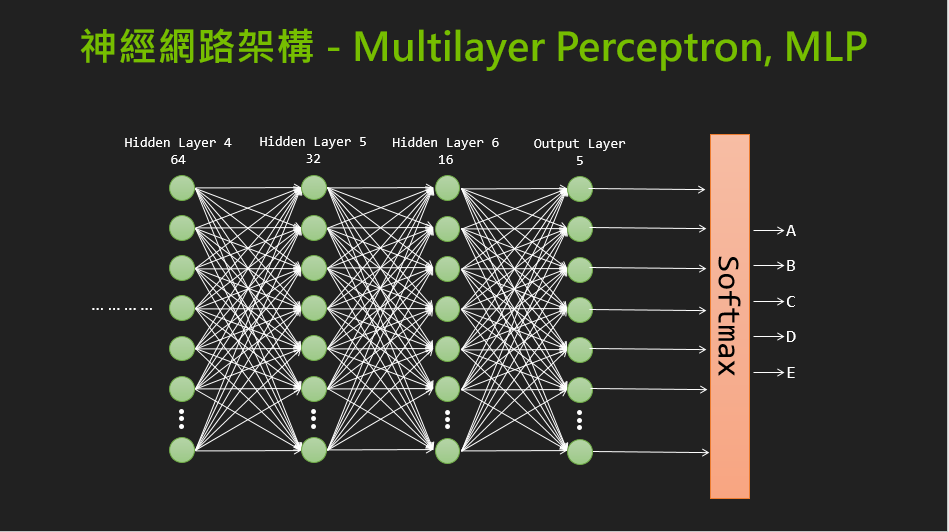 神經網路架構 - Multilayer Perceptron, MLP
Hidden Layer 4
64
Hidden Layer 5
32
Hidden Layer 6
16
Output Layer
5
… … … …
Softmax
A
B
C
D
E